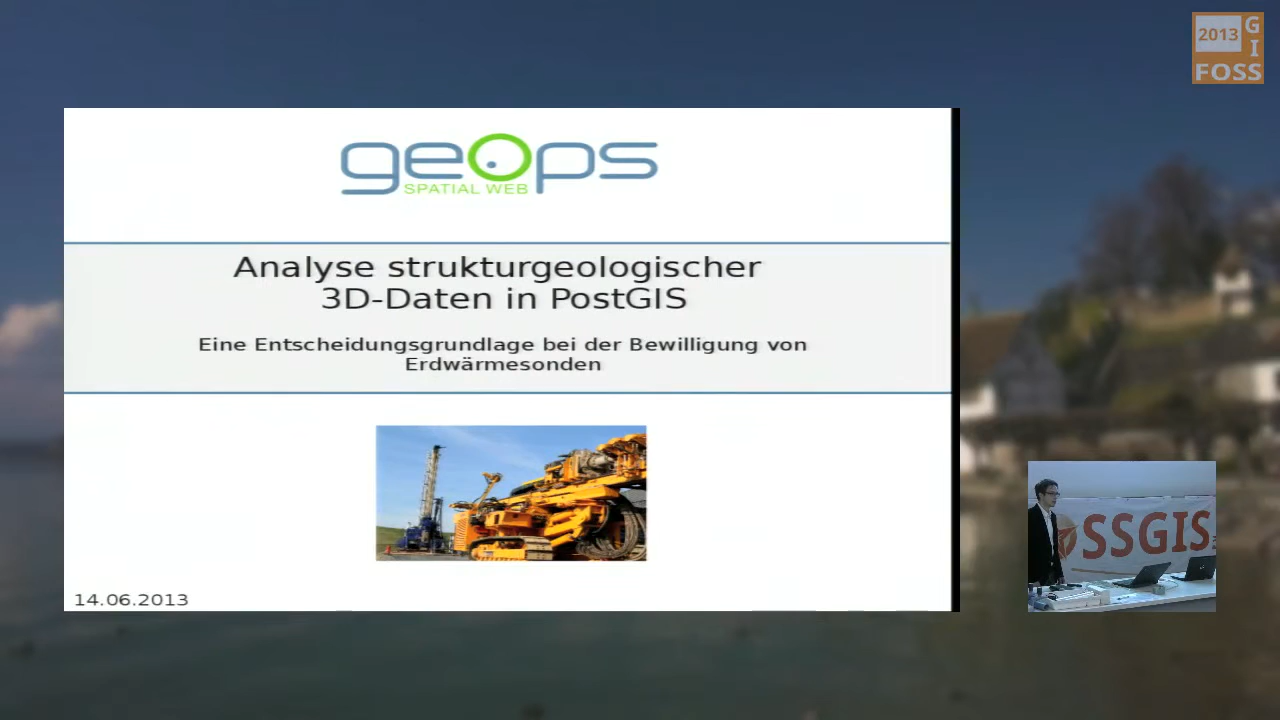 2013
G
I
FOSS
geOps
SPATIAL WEB
Analyse strukturgeologischer
3D-Daten in PostGIS
Eine Entscheidungsgrundlage bei der Bewilligung von
Erdwärmesonden
SSGIS
14.06.2013